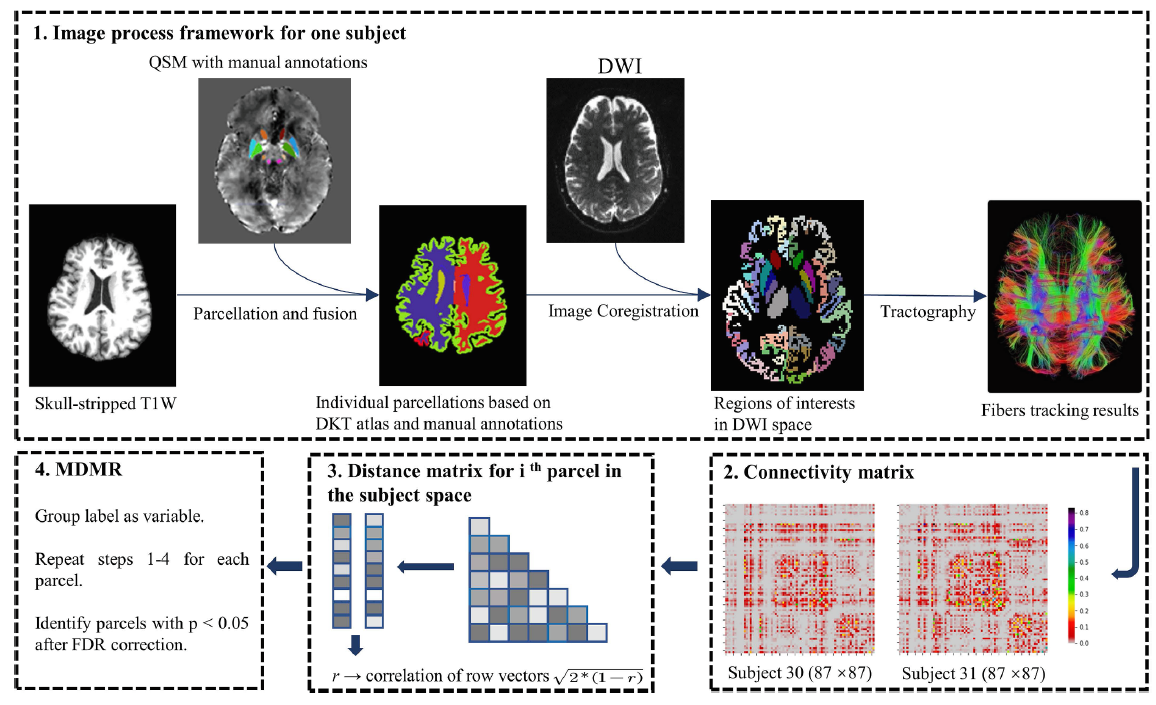 1. Image process framework for one subject
QSM with manual annotations
DWI
Parcellation and fusion
Image Coregistration
Tractography
Skull-stripped T1W
Individual parcellations based on
DKT atlas and manual annotations
Regions of interests
in DWI space
Fibers tracking results
4. MDMR
Group label as variable.
Repeat steps 1-4 for each
parcel.
Identify parcels with p < 0.05
after FDR correction.
3. Distance matrix for i th parcel in
the subject space
r → correlation of row vectors √2*(1−r)
2. Connectivity matrix
0.8
0.7
0.6
0.5
0.4
0.3
0.2
0.1
0.0
Subject 30 (87 ×87)
Subject 31 (87 ×87)